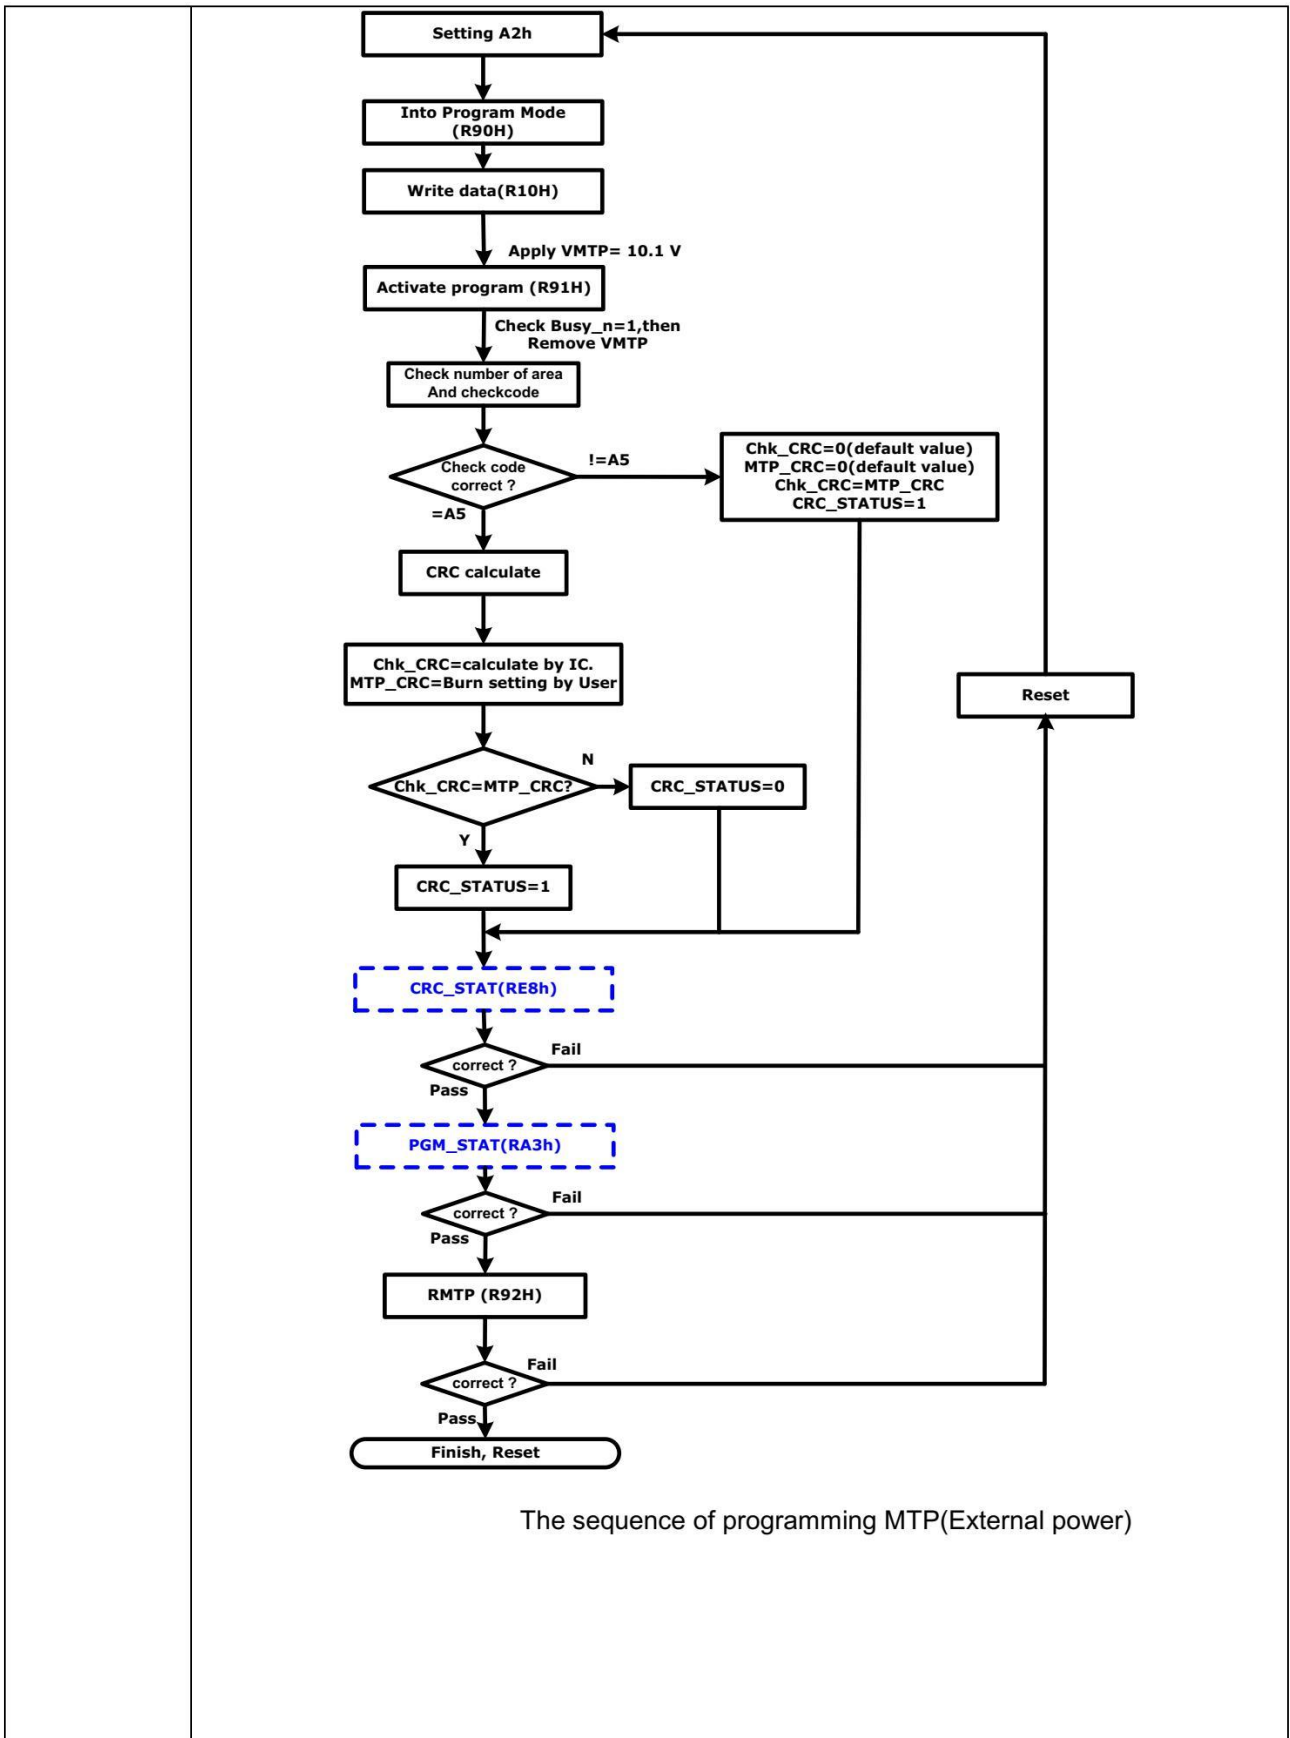 Setting A2h
Into Program Mode
(R90H)
Write data(R10H)
Apply VMTP= 10.1 V
Activate program (R91H)
Check Busy_n=1,then
Remove VMTP
Check number of area
And checkcode
Check code
correct ?
!=A5
=A5
Chk_CRC=0(default value)
MTP_CRC=0(default value)
Chk_CRC=MTP_CRC
CRC_STATUS=1
CRC calculate
Chk_CRC=calculate by IC.
MTP_CRC=Burn setting by User
Reset
Chk_CRC=MTP_CRC?
N
CRC_STATUS=0
Y
CRC_STATUS=1
CRC_STAT(RE8h)
correct ?
Fail
Pass
PGM_STAT(RA3h)
correct ?
Fail
Pass
RMTP (R92H)
correct ?
Fail
Pass
Finish, Reset
The sequence of programming MTP(External power)